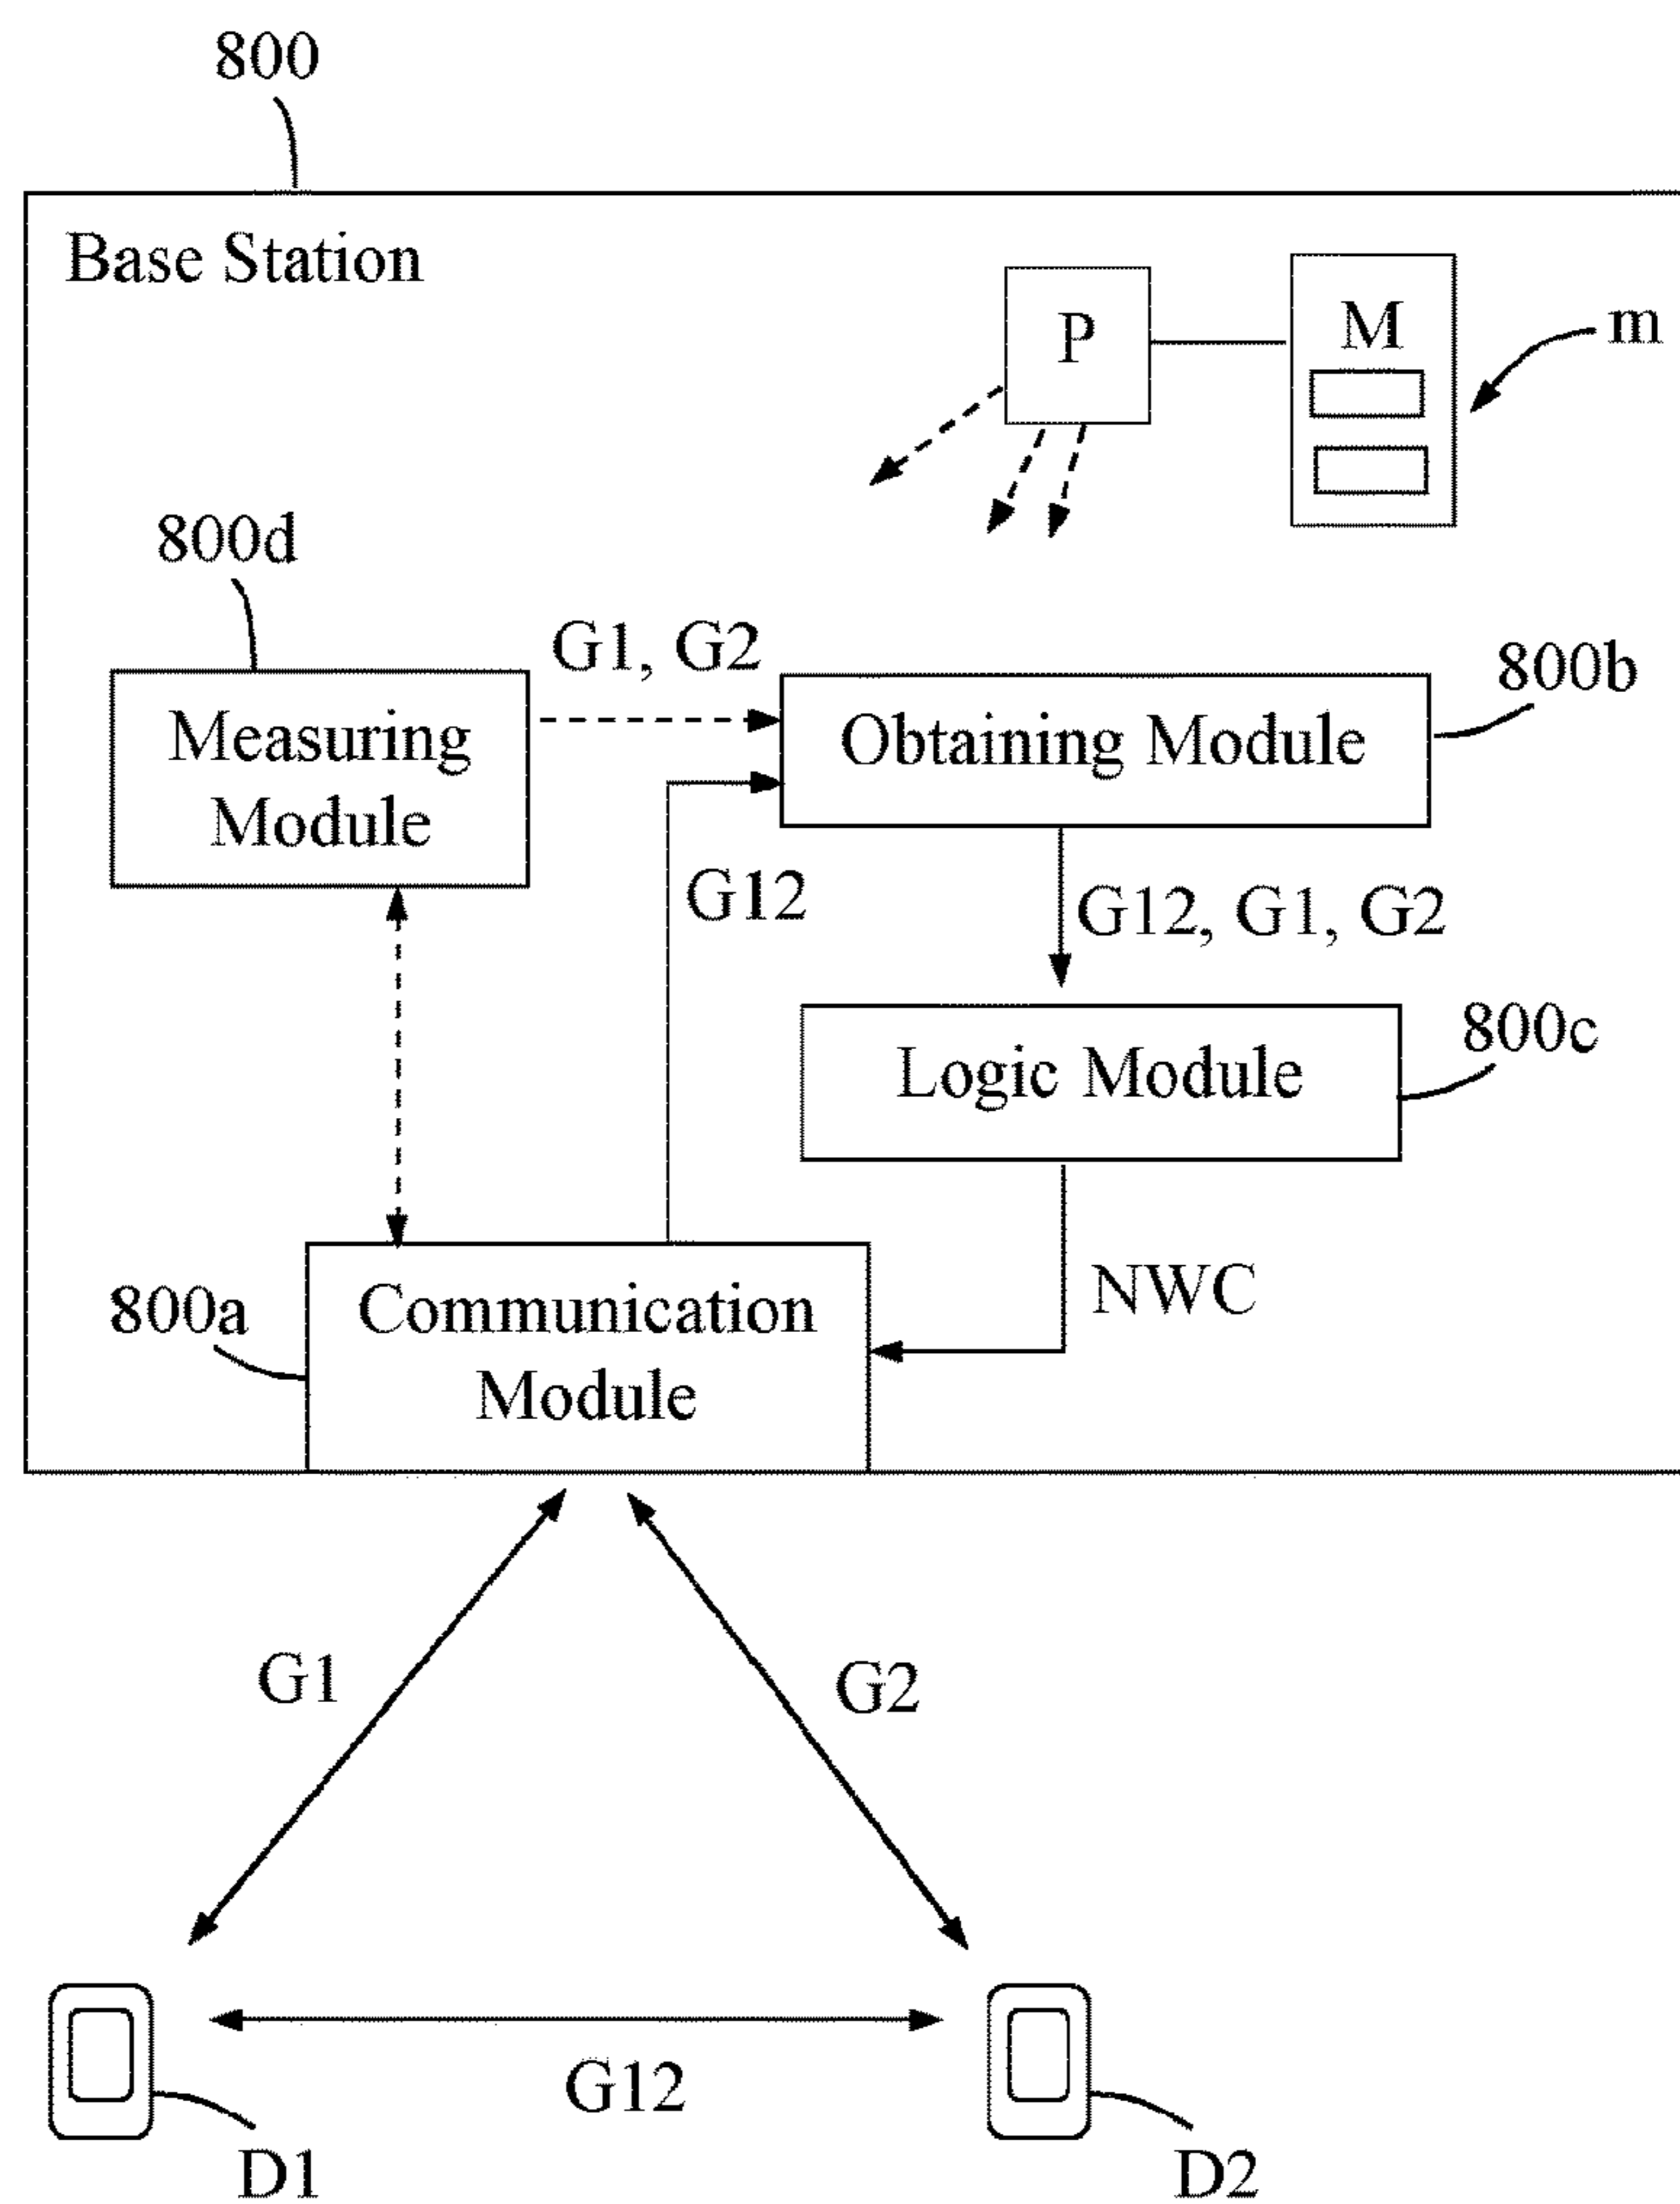 800
Base Station
P
M
m
800d
G1, G2
800b
Measuring
Module
Obtaining Module
G12
G12, G1, G2
800c
Logic Module
800a
Communication
Module
NWC
G1
G2
G12
D1
D2